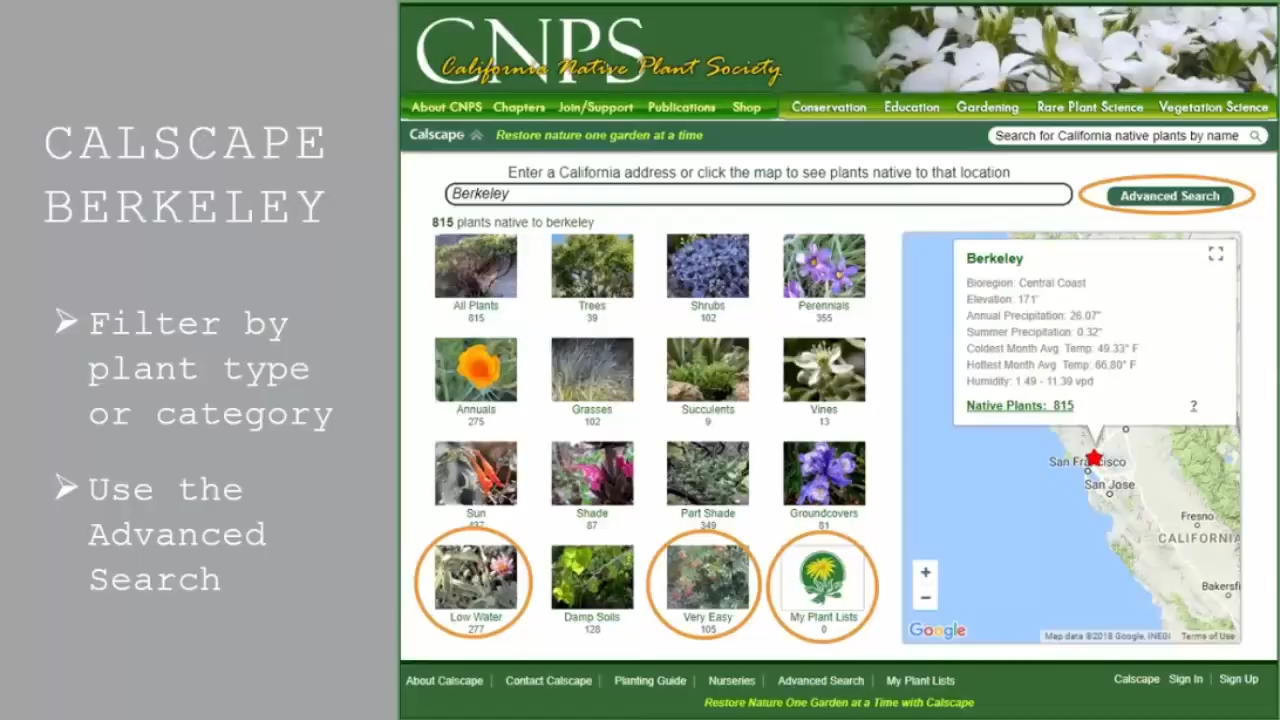 CALSCAPE
BERKELEY
➢ Filter by
plant type
or category
➢ Use the
Advanced
Search
CNPS
California Native Plant Society
About CNPS Chapters Join/Support Publications Shop Conservation Education Gardening Rare Plant Science Vegetation Science
Calscape Restore nature one garden at a time Search for California native plants by name
Enter a California address or click the map to see plants native to that location
Berkeley Advanced Search
815 plants native to berkeley
All Plants Trees Shrubs Perennials
815 39 102 355
Annuals Grasses Succulents Vines
275 102 9 13
Sun Shade Part Shade Groundcovers
437 87 349 81
Low Water Damp Soils Very Easy My Plant Lists
277 128 105 0
Berkeley
Bioregion: Central Coast
Elevation: 171'
Annual Precipitation: 26.07"
Summer Precipitation: 0.32"
Coldest Month Avg. Temp: 49.33° F
Hottest Month Avg. Temp: 66.80° F
Humidity: 1.49 - 11.39 vpd
Native Plants: 815 ?
San Francisco
San Jose
Fresno
CALIFORNIA
Bakersfi
+
−
Google Map data ©2018 Google, INEGI Terms of Use
About Calscape | Contact Calscape | Planting Guide | Nurseries | Advanced Search | My Plant Lists Calscape Sign In | Sign Up
Restore Nature One Garden at a Time with Calscape